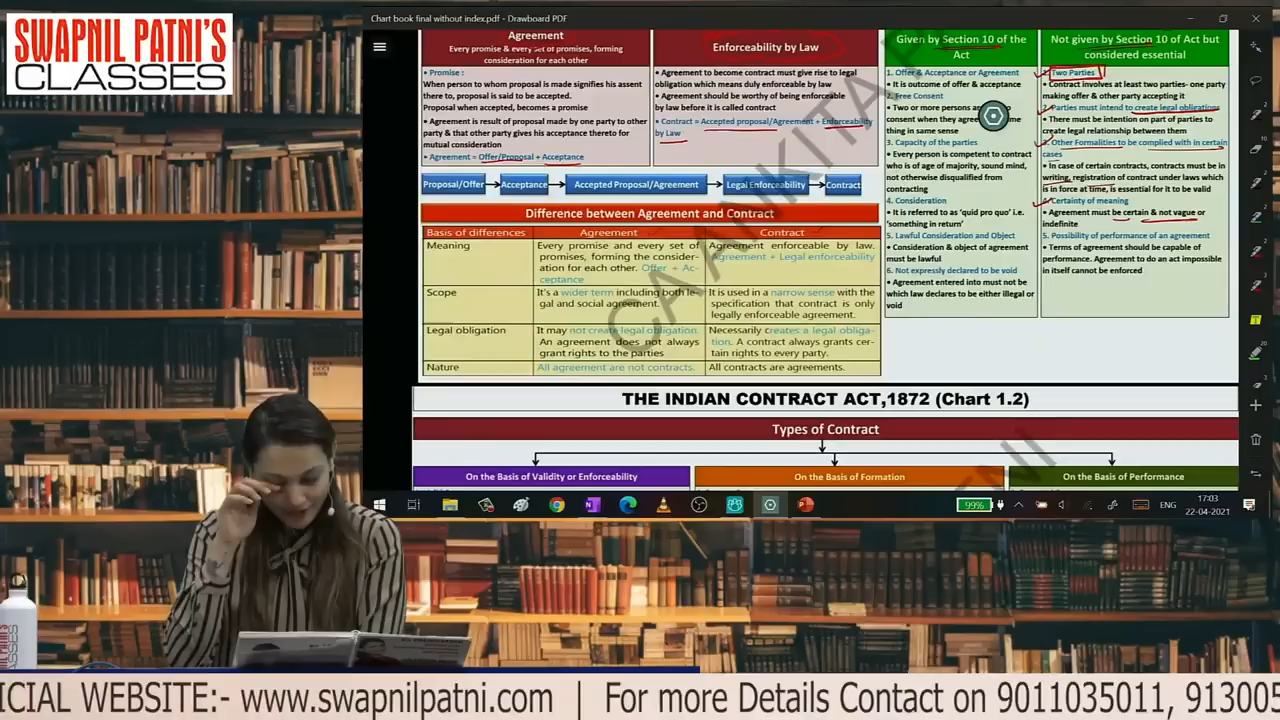 SWAPNIL PATNI'S
CLASSES
Chart book final without index.pdf - Drawboard PDF
Agreement
Every promise & every set of promises, forming
consideration for each other
• Promise :
When person to whom proposal is made signifies his assent
there to, proposal is said to be accepted.
Proposal when accepted, becomes a promise
• Agreement is result of proposal made by one party to other
party & that other party gives his acceptance thereto for
mutual consideration
• Agreement = Offer/Proposal + Acceptance
Enforceability by Law
• Agreement to become contract must give rise to legal
obligation which means duly enforceable by law
• Agreement should be worthy of being enforceable
by law before it is called contract
• Contract = Accepted proposal/Agreement + Enforceability
by Law
Given by Section 10 of the
Act
1. Offer & Acceptance or Agreement
• It is outcome of offer & acceptance
2. Free Consent
• Two or more persons
consent when they agree
thing in same sense
3. Capacity of the parties
• Every person is competent to contract
who is of age of majority, sound mind,
not otherwise disqualified from
contracting
4. Consideration
• It is referred to as 'quid pro quo' i.e.
'something in return'
5. Lawful Consideration and Object
• Consideration & object of agreement
must be lawful
6. Not expressly declared to be void
• Agreement entered into must not be
which law declares to be either illegal or
void
Not given by Section 10 of Act but
considered essential
Two Parties
• Contract involves at least two parties- one party
making offer & other party accepting it
2. Parties must intend to create legal obligations
• There must be intention on part of parties to
create legal relationship between them
3. Other Formalities to be complied with in certain
cases
• In case of certain contracts, contracts must be in
writing, registration of contract under laws which
is in force at time, is essential for it to be valid
4. Certainty of meaning
• Agreement must be certain & not vague or
indefinite
5. Possibility of performance of an agreement
• Terms of agreement should be capable of
performance. Agreement to do an act impossible
in itself cannot be enforced
Proposal/Offer
Acceptance
Accepted Proposal/Agreement
Legal Enforceability
Contract
Difference between Agreement and Contract
Basis of differences Agreement Contract
Meaning
Every promise and every set of
promises, forming the consider-
ation for each other. Offer + Ac-
ceptance
Agreement enforceable by law.
Agreement + Legal enforceability
Scope
It's a wider term including both le-
gal and social agreement.
It is used in a narrow sense with the
specification that contract is only
legally enforceable agreement.
Legal obligation
It may not create legal obligation.
An agreement does not always
grant rights to the parties
Necessarily creates a legal obliga-
tion. A contract always grants cer-
tain rights to every party.
Nature
All agreement are not contracts.
All contracts are agreements.
THE INDIAN CONTRACT ACT,1872 (Chart 1.2)
Types of Contract
On the Basis of Validity or Enforceability
On the Basis of Formation
On the Basis of Performance
99%
ENG
17:03
22-04-2021
ICIAL WEBSITE:- www.swapnilpatni.com | For more Details Contact on 9011035011, 913005